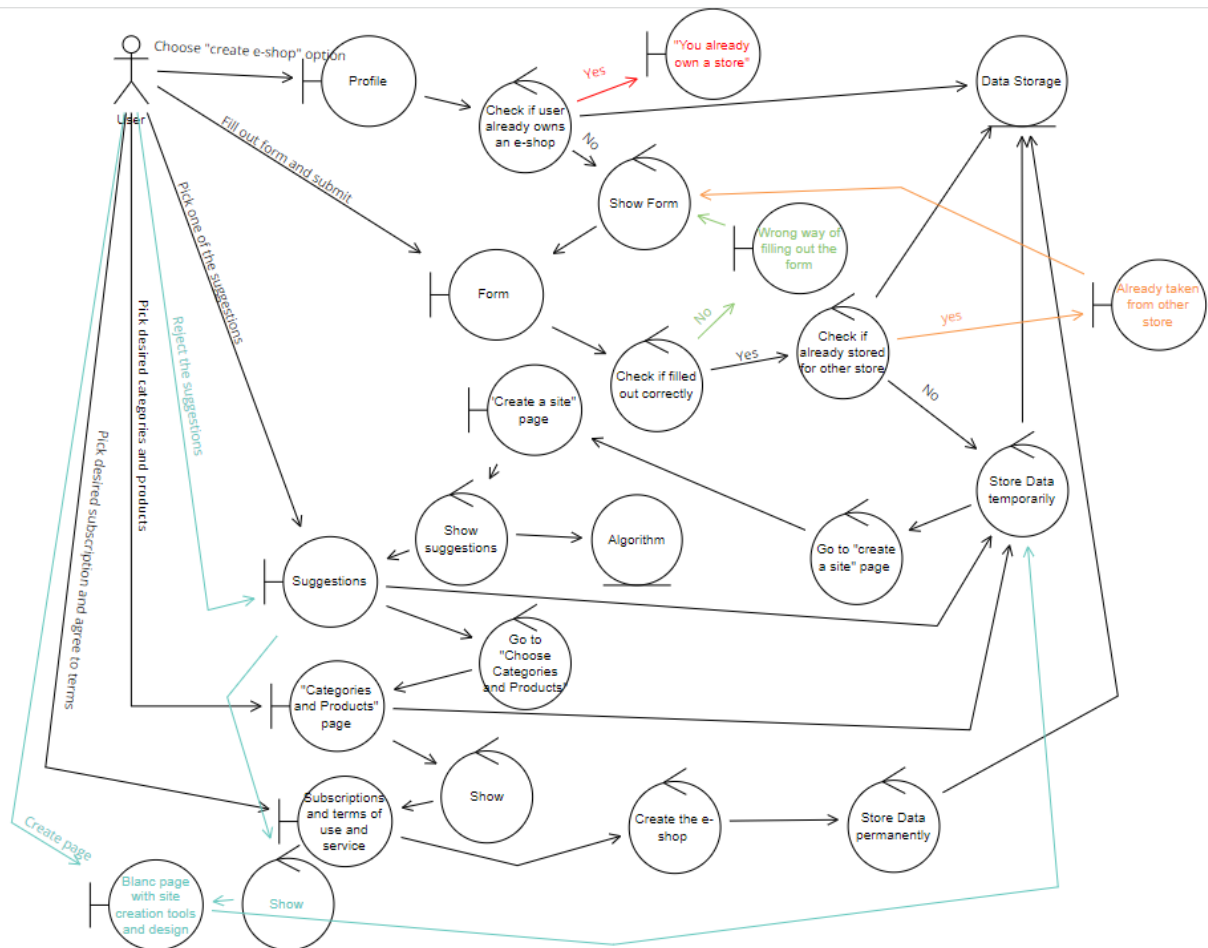 Choose "create e-shop" option
User
Profile
Check if user
already owns
an e-shop
Yes
"You already
own a store"
Data Storage
No
Fill out form and submit
Show Form
Pick one of the suggestions
Wrong way of
filling out the
form
Form
No
Already taken
from other
store
yes
Check if
already stored
for other store
Yes
Check if filled
out correctly
No
"Create a site"
page
Reject the suggestions
Pick desired categories and products
Pick desired subscription and agree to terms
Store Data
temporarily
Show
suggestions
Algorithm
Go to "create
a site" page
Suggestions
Go to
"Choose
Categories
and Products"
"Categories
and Products"
page
Show
Subscriptions
and terms of
use and
service
Create the e-
shop
Store Data
permanently
Create page
Blanc page
with site
creation tools
and design
Show